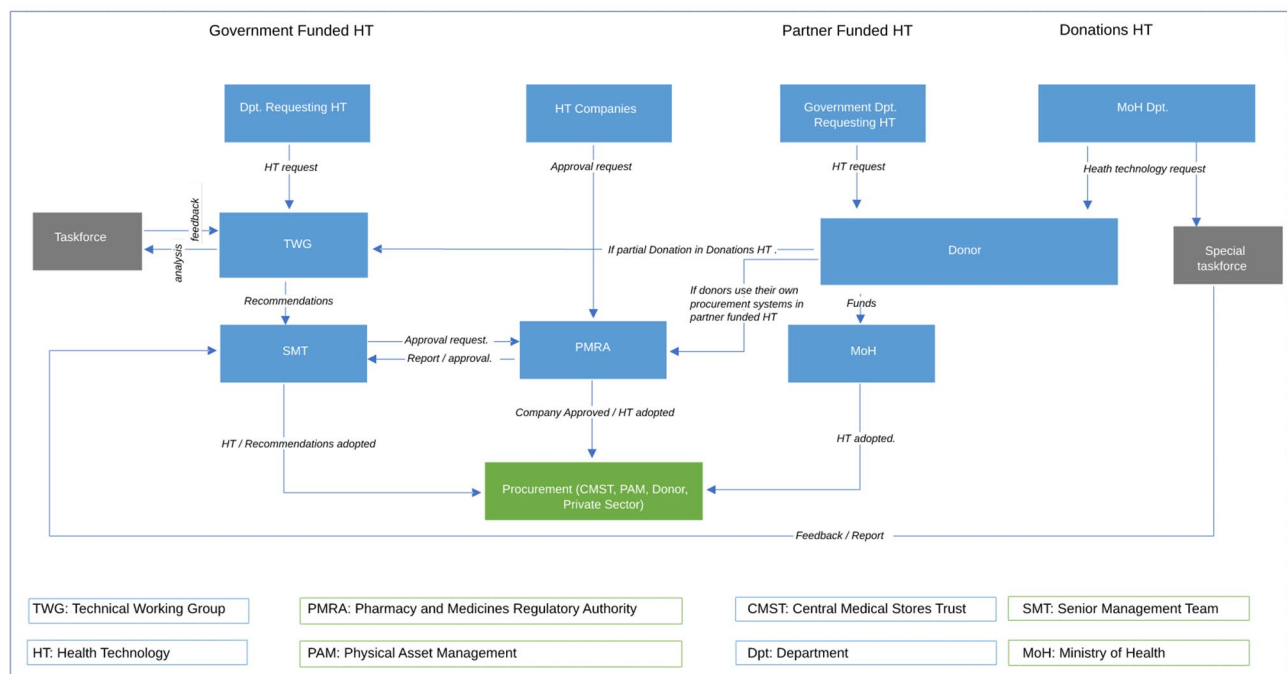 Government Funded HT
Partner Funded HT
Donations HT
Dpt. Requesting HT
HT Companies
Government Dpt.
Requesting HT
MoH Dpt.
HT request
Approval request
HT request
Heath technology request
Taskforce
feedback
analysis
TWG
If partial Donation in Donations HT .
Donor
Special
taskforce
Recommendations
If donors use their own
procurement systems in
partner funded HT
Funds
SMT
Approval request.
Report / approval.
PMRA
MoH
Company Approved / HT adopted
HT / Recommendations adopted
HT adopted.
Procurement (CMST, PAM, Donor,
Private Sector)
Feedback / Report
TWG: Technical Working Group
PMRA: Pharmacy and Medicines Regulatory Authority
CMST: Central Medical Stores Trust
SMT: Senior Management Team
HT: Health Technology
PAM: Physical Asset Management
Dpt: Department
MoH: Ministry of Health